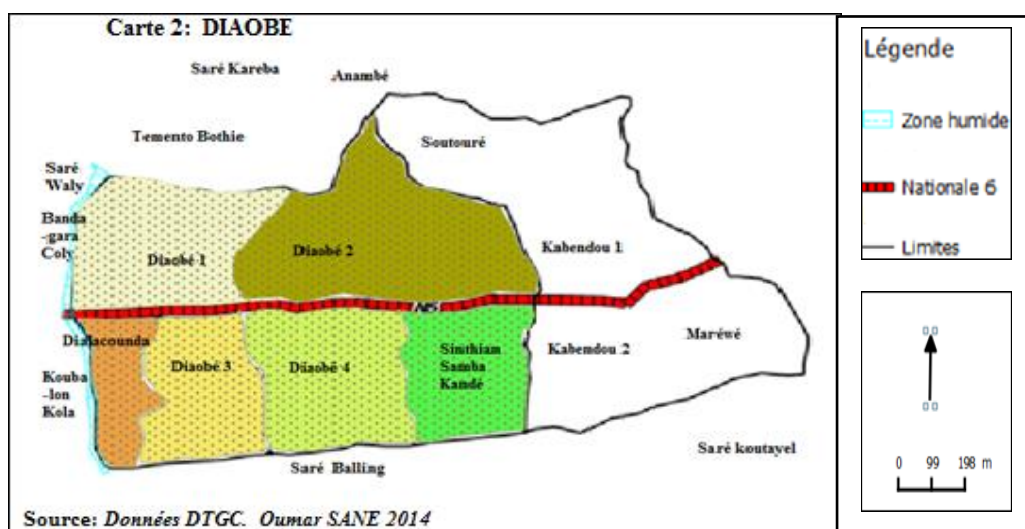 Carte 2: DIAOBE
Saré Kareba
Anambé
Temento Bothie
Soutouré
Saré
Waly
Banda
-gara
Coly
Diaobé 1
Diaobé 2
Kabendou 1
N6
Dialacounda
Kouba
-lon
Kola
Diaobé 3
Diaobé 4
Sinthian
Samba
Kandé
Kabendou 2
Maréwé
Saré koutayel
Saré Balling
Source: Données DTGC. Oumar SANE 2014
Légende
Zone humide
Nationale 6
Limites
0 99 198 m